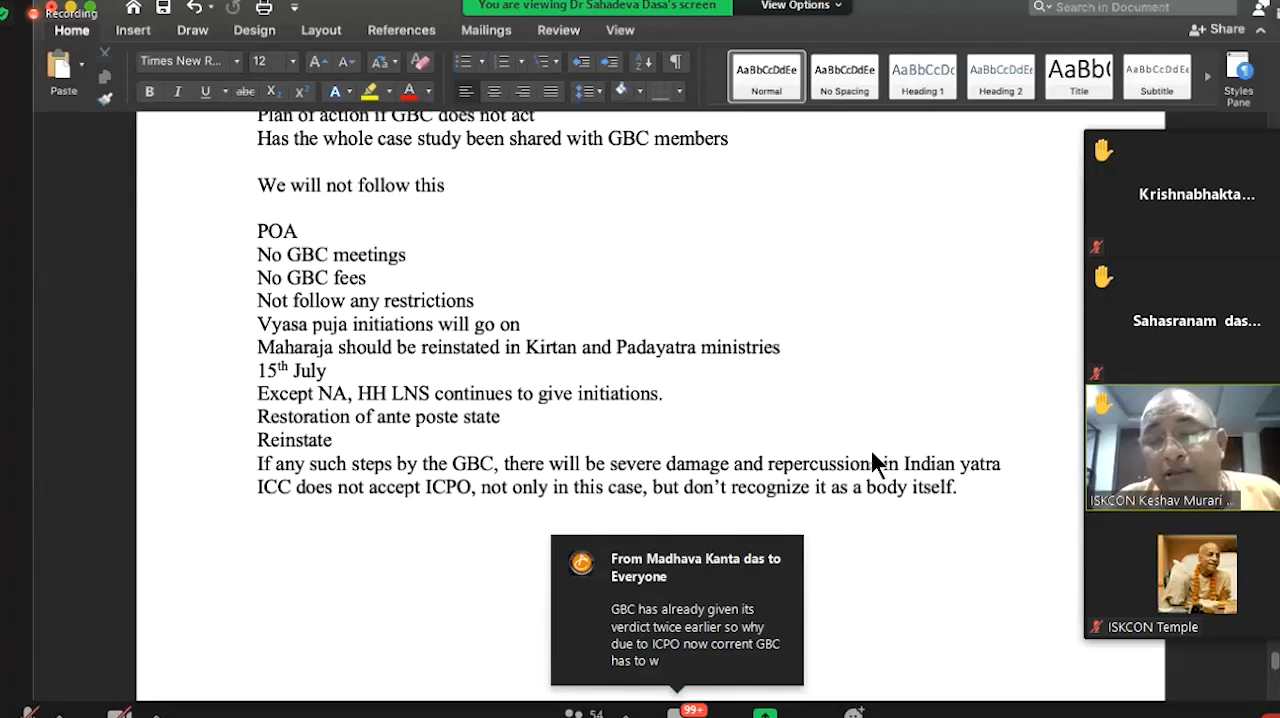 Recording
You are viewing Dr Sahadeva Dasa's screen
View Options
Search in Document
Home
Insert
Draw
Design
Layout
References
Mailings
Review
View
Share
Paste
Times New R...
12
AaBbCcDdEe
Normal
AaBbCcDdEe
No Spacing
AaBbCcDc
Heading 1
AaBbCcDdEe
Heading 2
AaBb(
Title
AaBbCcDdEe
Subtitle
Styles
Pane
Plan of action if GBC does not act
Has the whole case study been shared with GBC members
We will not follow this
POA
No GBC meetings
No GBC fees
Not follow any restrictions
Vyasa puja initiations will go on
Maharaja should be reinstated in Kirtan and Padayatra ministries
15th July
Except NA, HH LNS continues to give initiations.
Restoration of ante poste state
Reinstate
If any such steps by the GBC, there will be severe damage and repercussions in Indian yatra
ICC does not accept ICPO, not only in this case, but don't recognize it as a body itself.
Krishnabhakta...
Sahasranam das...
ISKCON Keshav Murari ...
ISKCON Temple
From Madhava Kanta das to
Everyone
GBC has already given its
verdict twice earlier so why
due to ICPO now corrent GBC
has to w
54
99+